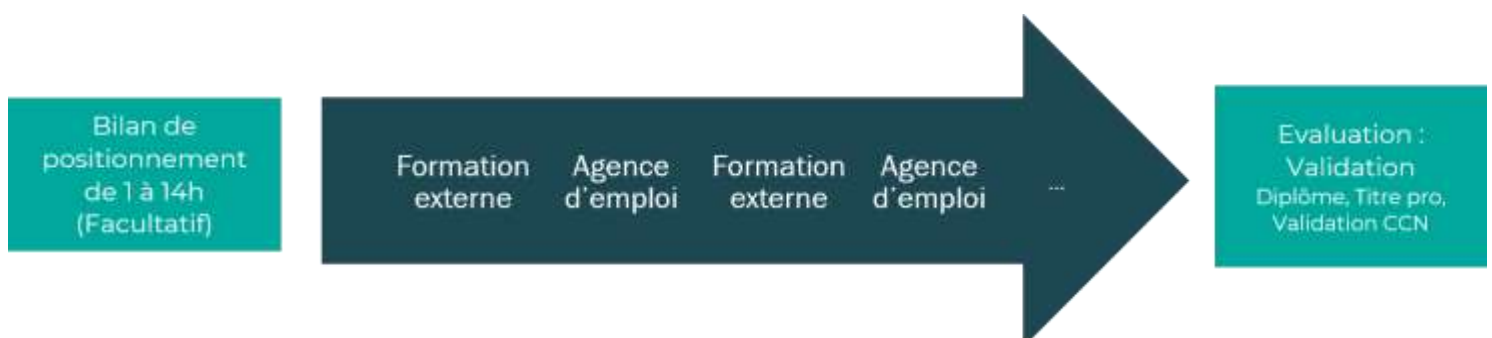 Bilan de
positionnement
de 1 à 14h
(Facultatif)
Formation
externe
Agence
d'emploi
Formation
externe
Agence
d'emploi
...
Evaluation :
Validation
Diplôme, Titre pro,
Validation CCN